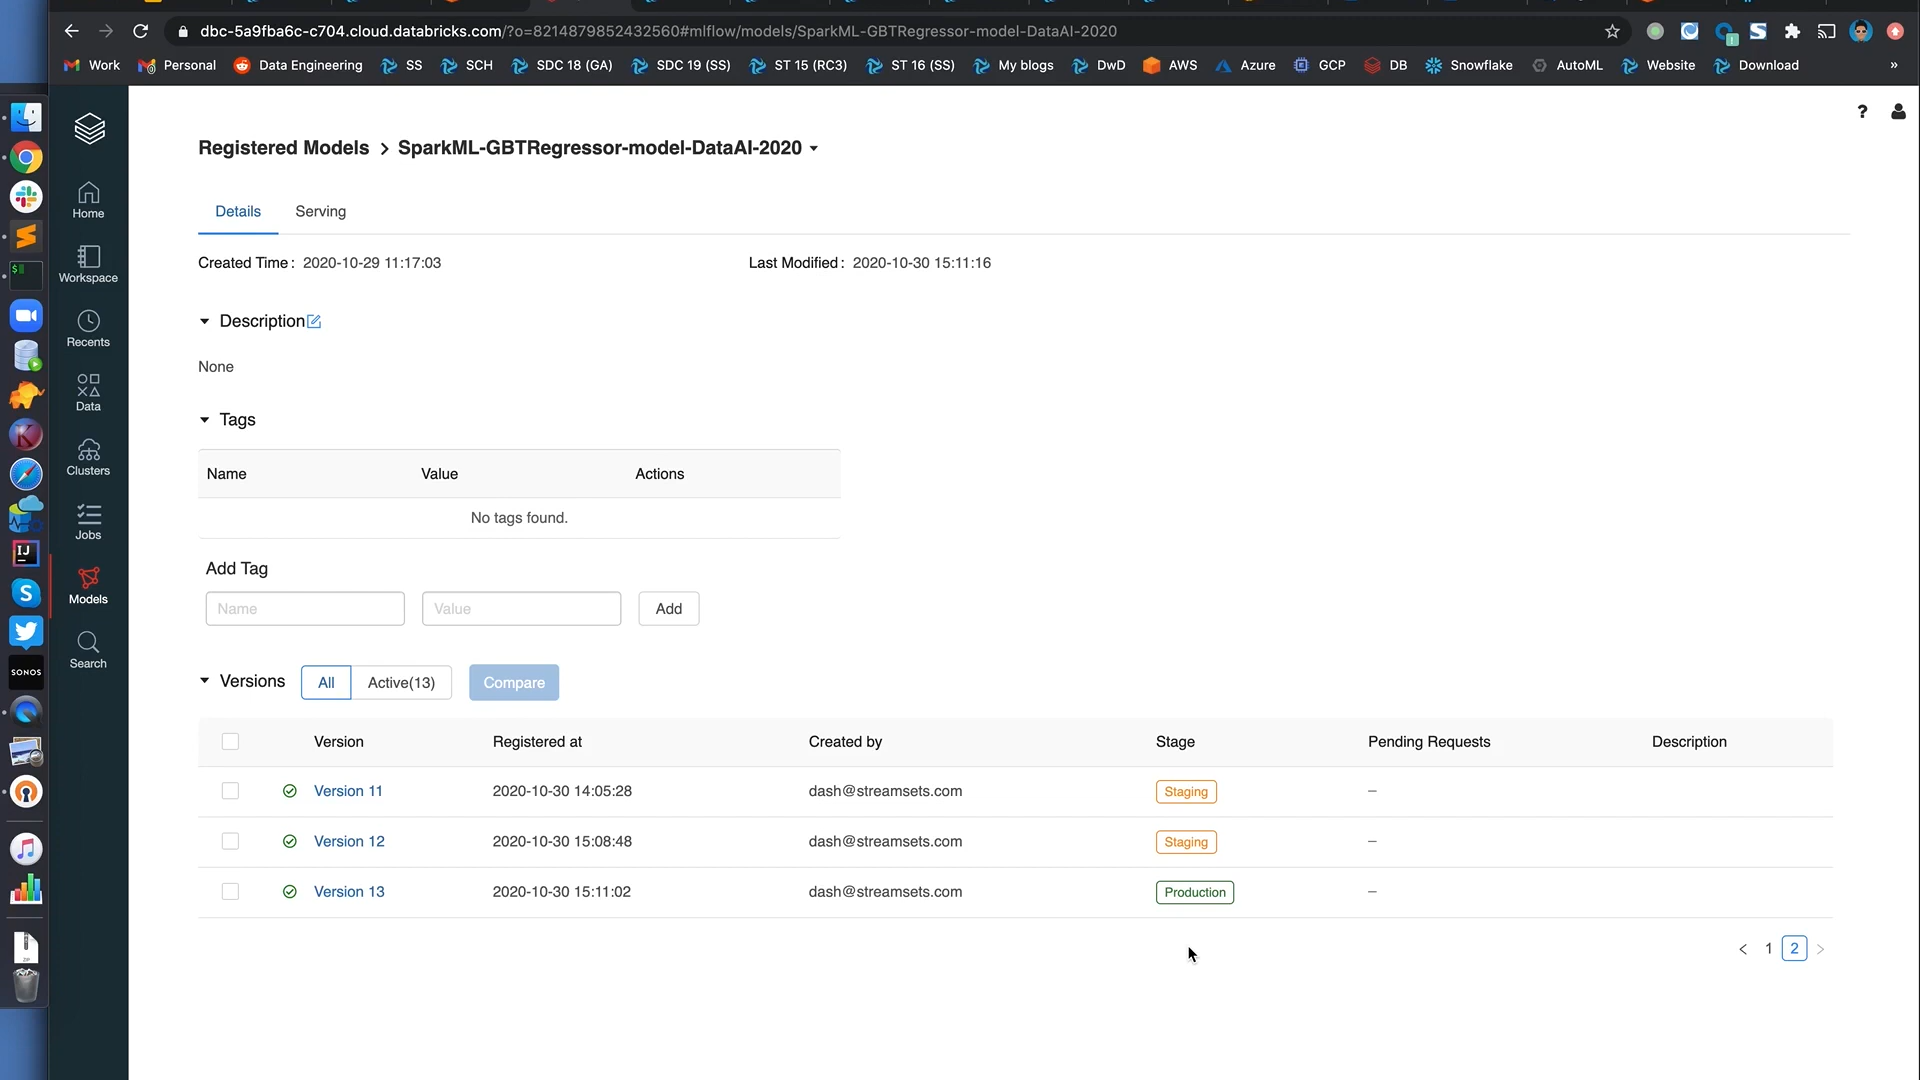 dbc-5a9fba6c-c704.cloud.databricks.com/?o=8214879852432560#mlflow/models/SparkML-GBTRegressor-model-DataAI-2020
Work Personal Data Engineering SS SCH SDC 18 (GA) SDC 19 (SS) ST 15 (RC3) ST 16 (SS) My blogs DwD AWS Azure GCP DB Snowflake AutoML Website Download »
?
Registered Models > SparkML-GBTRegressor-model-DataAI-2020
Home
Workspace
Recents
Data
Clusters
Jobs
Models
Search
SONOS
Details Serving
Created Time: 2020-10-29 11:17:03 Last Modified: 2020-10-30 15:11:16
Description
None
Tags
Name Value Actions
No tags found.
Add Tag
Name Value Add
Versions All Active(13) Compare
Version Registered at Created by Stage Pending Requests Description
Version 11 2020-10-30 14:05:28 dash@streamsets.com Staging –
Version 12 2020-10-30 15:08:48 dash@streamsets.com Staging –
Version 13 2020-10-30 15:11:02 dash@streamsets.com Production –
< 1 2 >